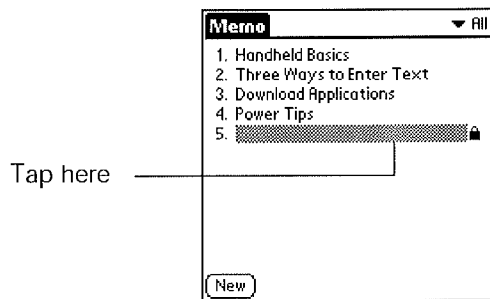 Memo
All
1. Handheld Basics
2. Three Ways to Enter Text
3. Download Applications
4. Power Tips
5.
Tap here
New